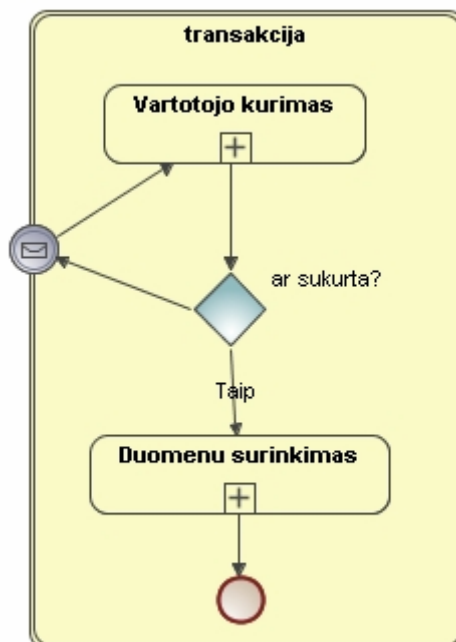 transakcija
Vartotojo kurimas
ar sukurta?
Taip
Duomenu surinkimas